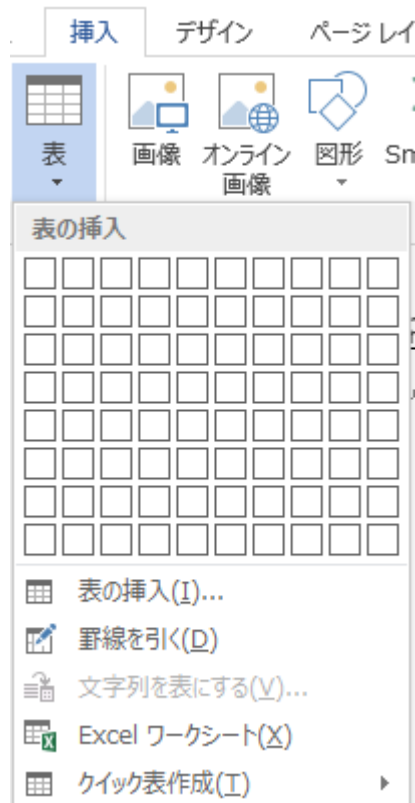 挿入 デザイン ページ レイ
表 画像 オンライン 図形 Sm
画像
表の挿入
表の挿入(I)...
罫線を引く(D)
文字列を表にする(V)...
Excel ワークシート(X)
クイック表作成(T)